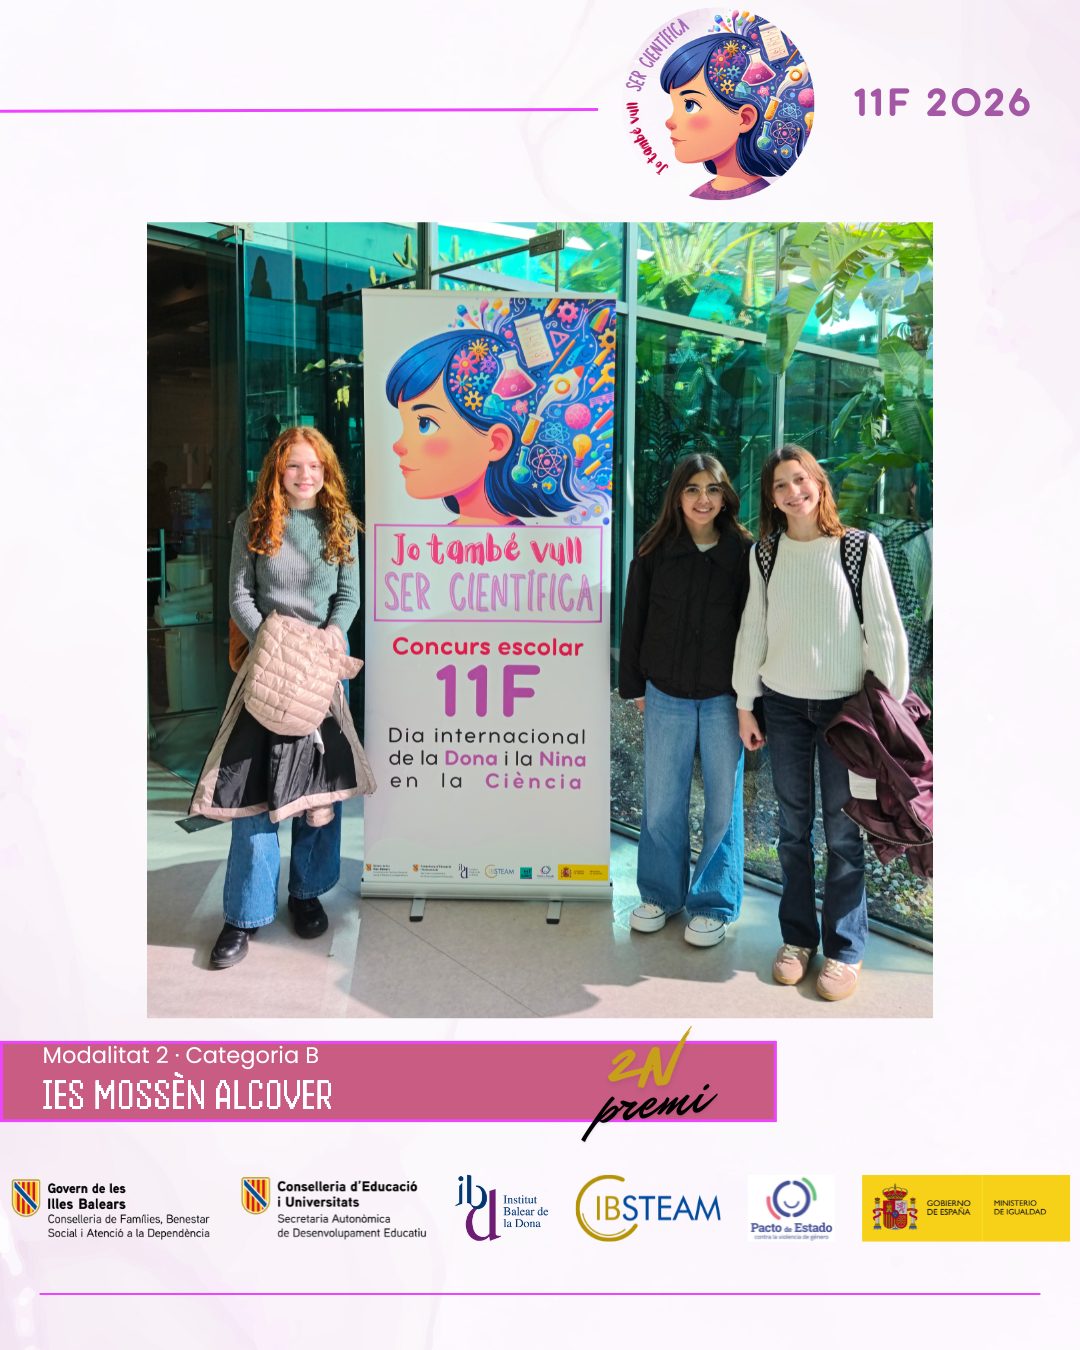 SER CIENTÍFICA
Jo també vull
11F 2026
Jo també vull
SER CIENTÍFICA
Concurs escolar
11F
Dia internacional
de la Dona i la Nina
en la Ciència
IBSTEAM
Modalitat 2 · Categoria B
IES MOSSÈN ALCOVER
2N
premi
Govern de les
Illes Balears
Conselleria de Famílies, Benestar
Social i Atenció a la Dependència
Conselleria d'Educació
i Universitats
Secretaria Autonòmica
de Desenvolupament Educatiu
ibd
Institut
Balear de
la Dona
IBSTEAM
Pacto de Estado
contra la violencia de género
GOBIERNO
DE ESPAÑA
MINISTERIO
DE IGUALDAD